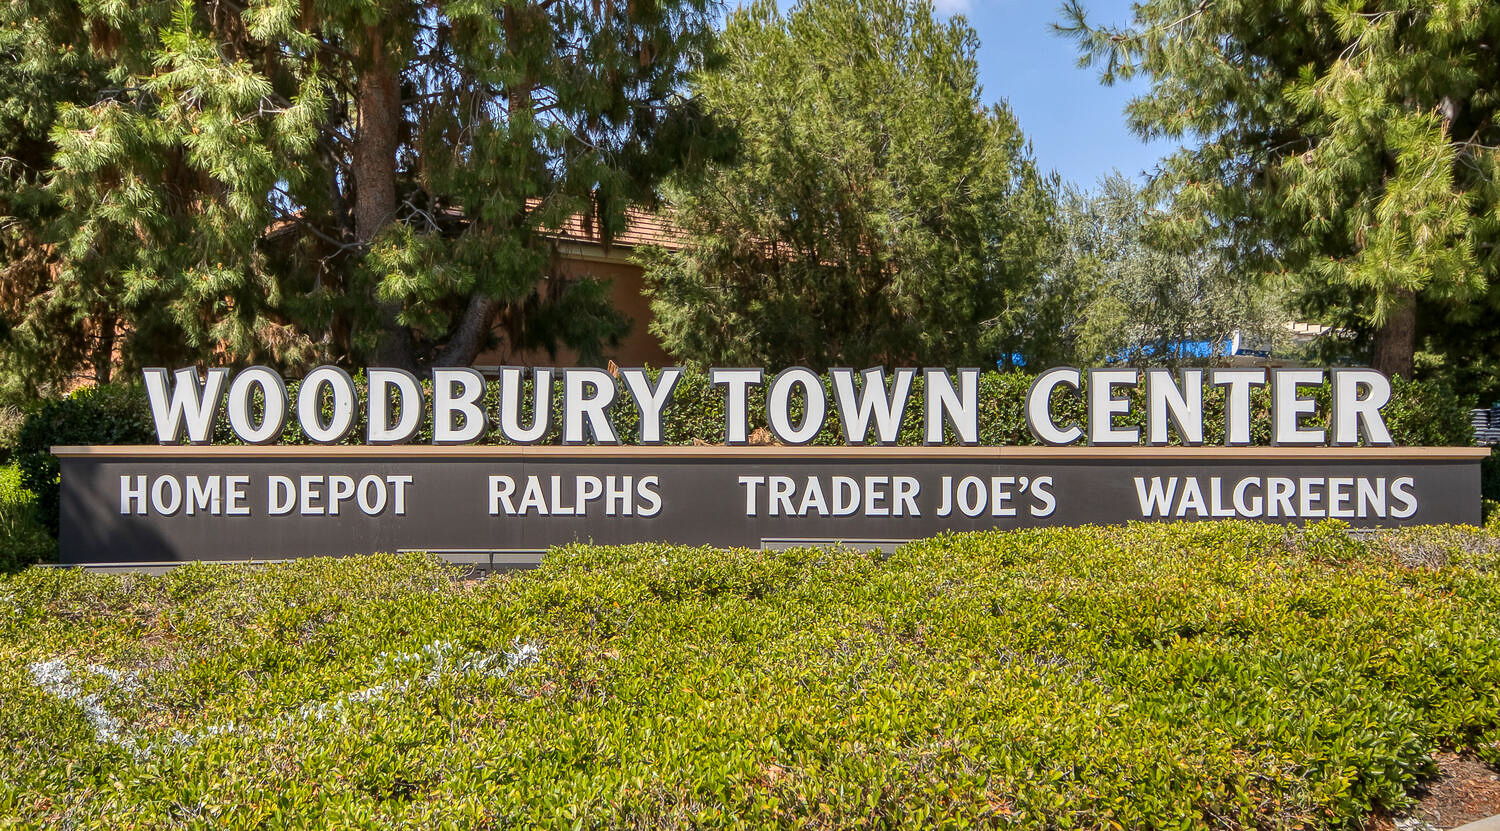 WOODBURY TOWN CENTER
HOME DEPOT RALPHS TRADER JOE'S WALGREENS